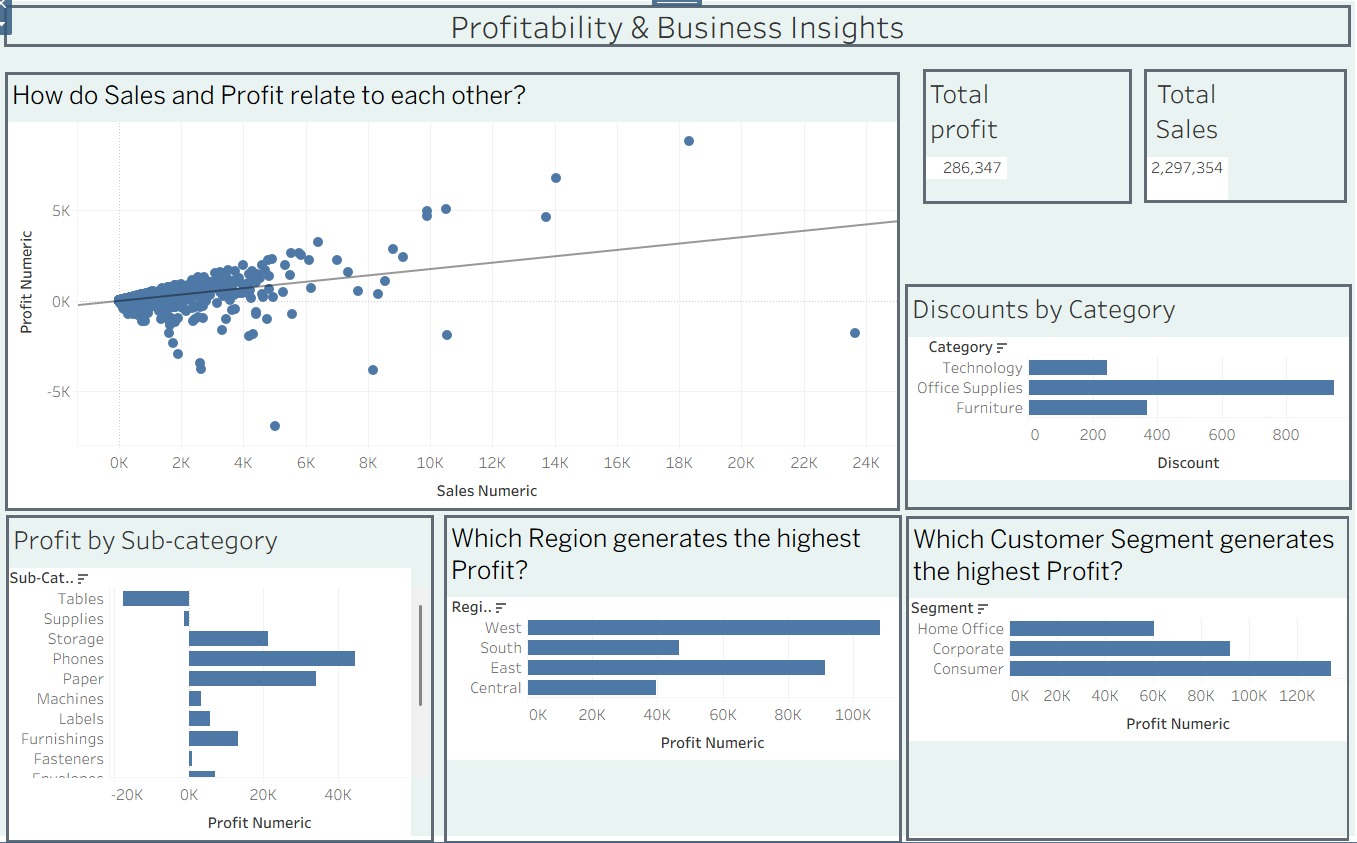 Profitability & Business Insights
How do Sales and Profit relate to each other?
Profit Numeric
5K
0K
-5K
0K 2K 4K 6K 8K 10K 12K 14K 16K 18K 20K 22K 24K
Sales Numeric
Total
profit
286,347
Total
Sales
2,297,354
Discounts by Category
Category
Technology
Office Supplies
Furniture
0 200 400 600 800
Discount
Profit by Sub-category
Sub-Cat..
Tables
Supplies
Storage
Phones
Paper
Machines
Labels
Furnishings
Fasteners
Envelopes
-20K 0K 20K 40K
Profit Numeric
Which Region generates the highest
Profit?
Regi..
West
South
East
Central
0K 20K 40K 60K 80K 100K
Profit Numeric
Which Customer Segment generates
the highest Profit?
Segment
Home Office
Corporate
Consumer
0K 20K 40K 60K 80K 100K 120K
Profit Numeric